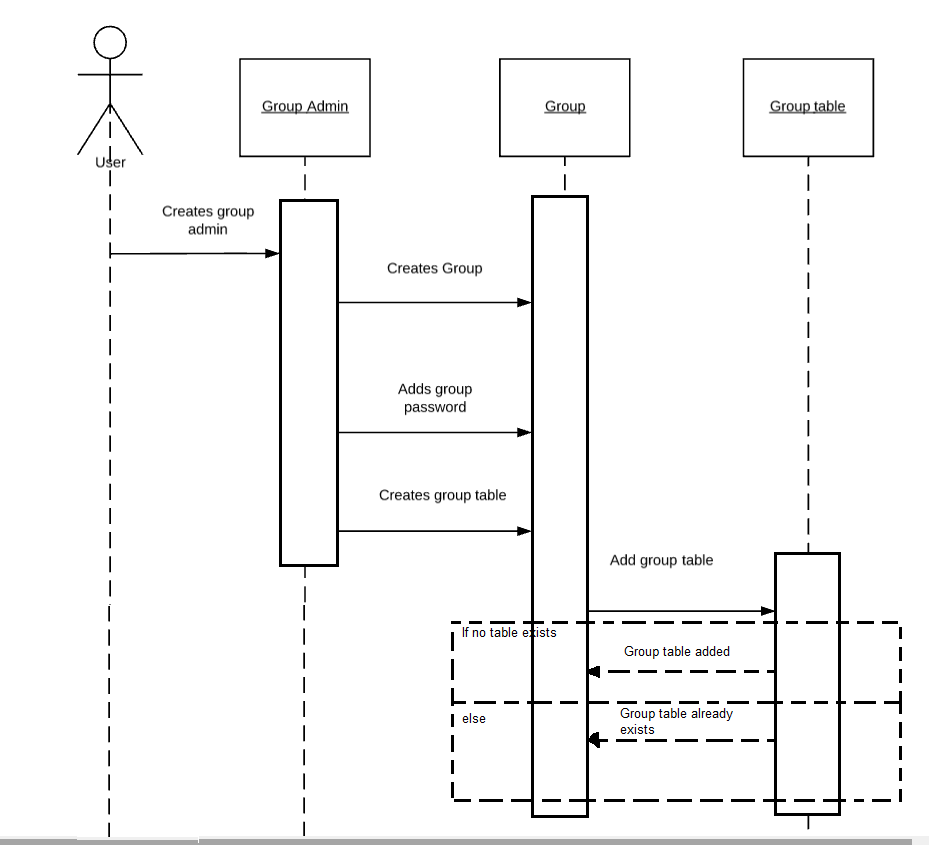 Group Admin
Group
Group table
User
Creates group
admin
Creates Group
Adds group
password
Creates group table
Add group table
If no table exists
Group table added
else
Group table already
exists